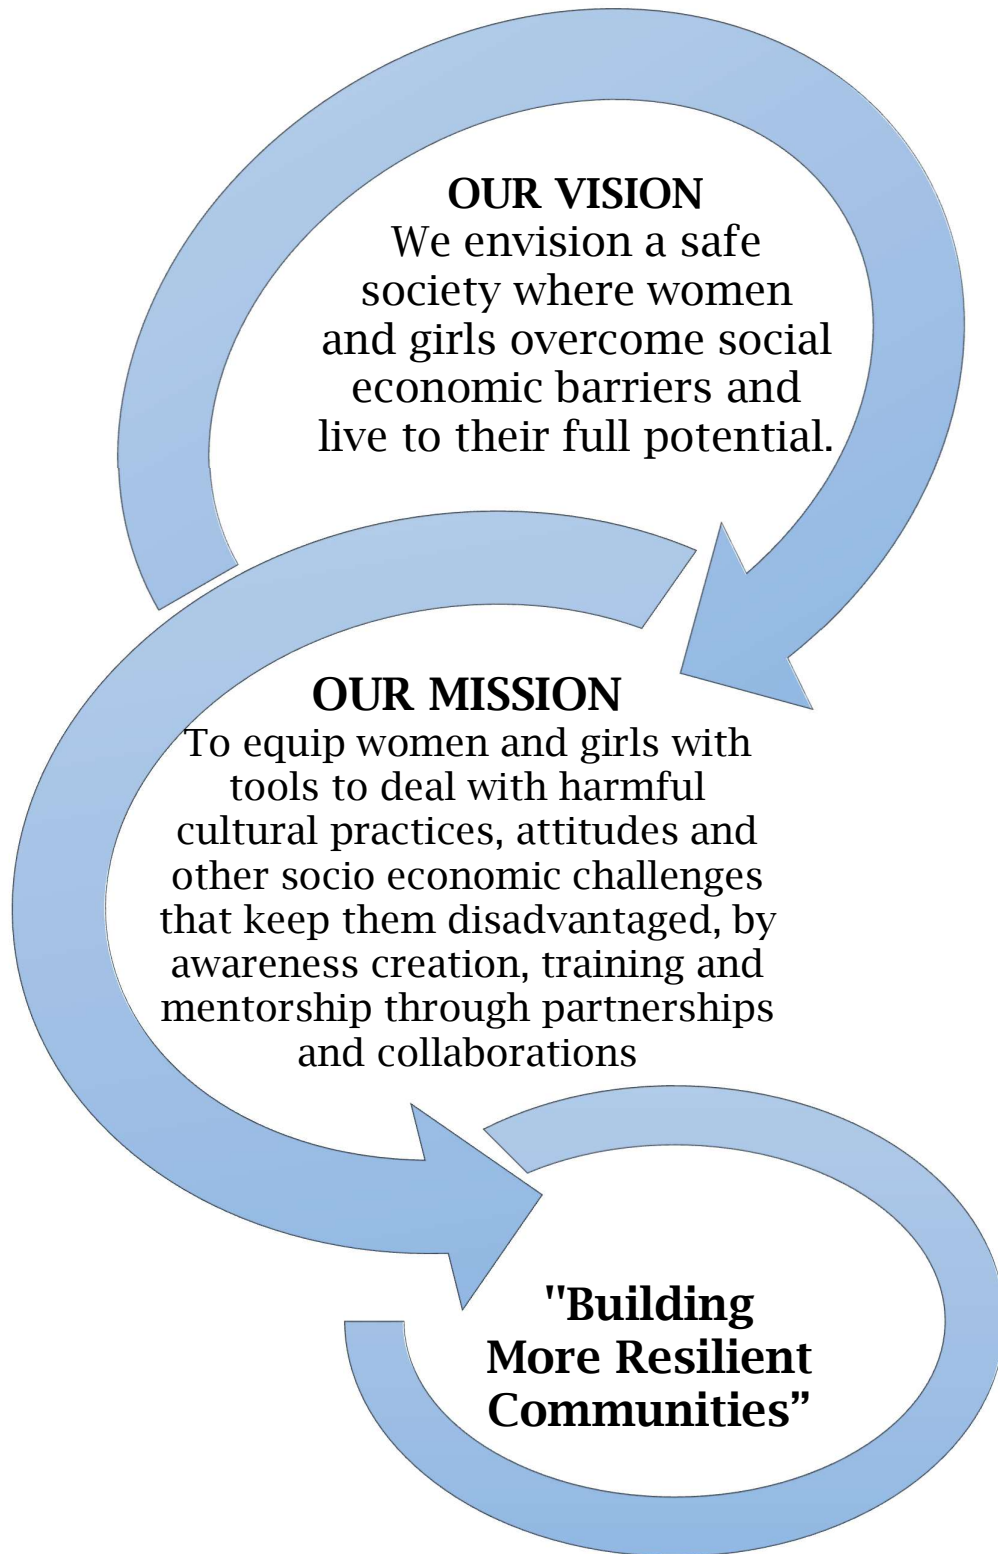 OUR VISION
We envision a safe
society where women
and girls overcome social
economic barriers and
live to their full potential.
OUR MISSION
To equip women and girls with
tools to deal with harmful
cultural practices, attitudes and
other socio economic challenges
that keep them disadvantaged, by
awareness creation, training and
mentorship through partnerships
and collaborations
"Building
More Resilient
Communities”